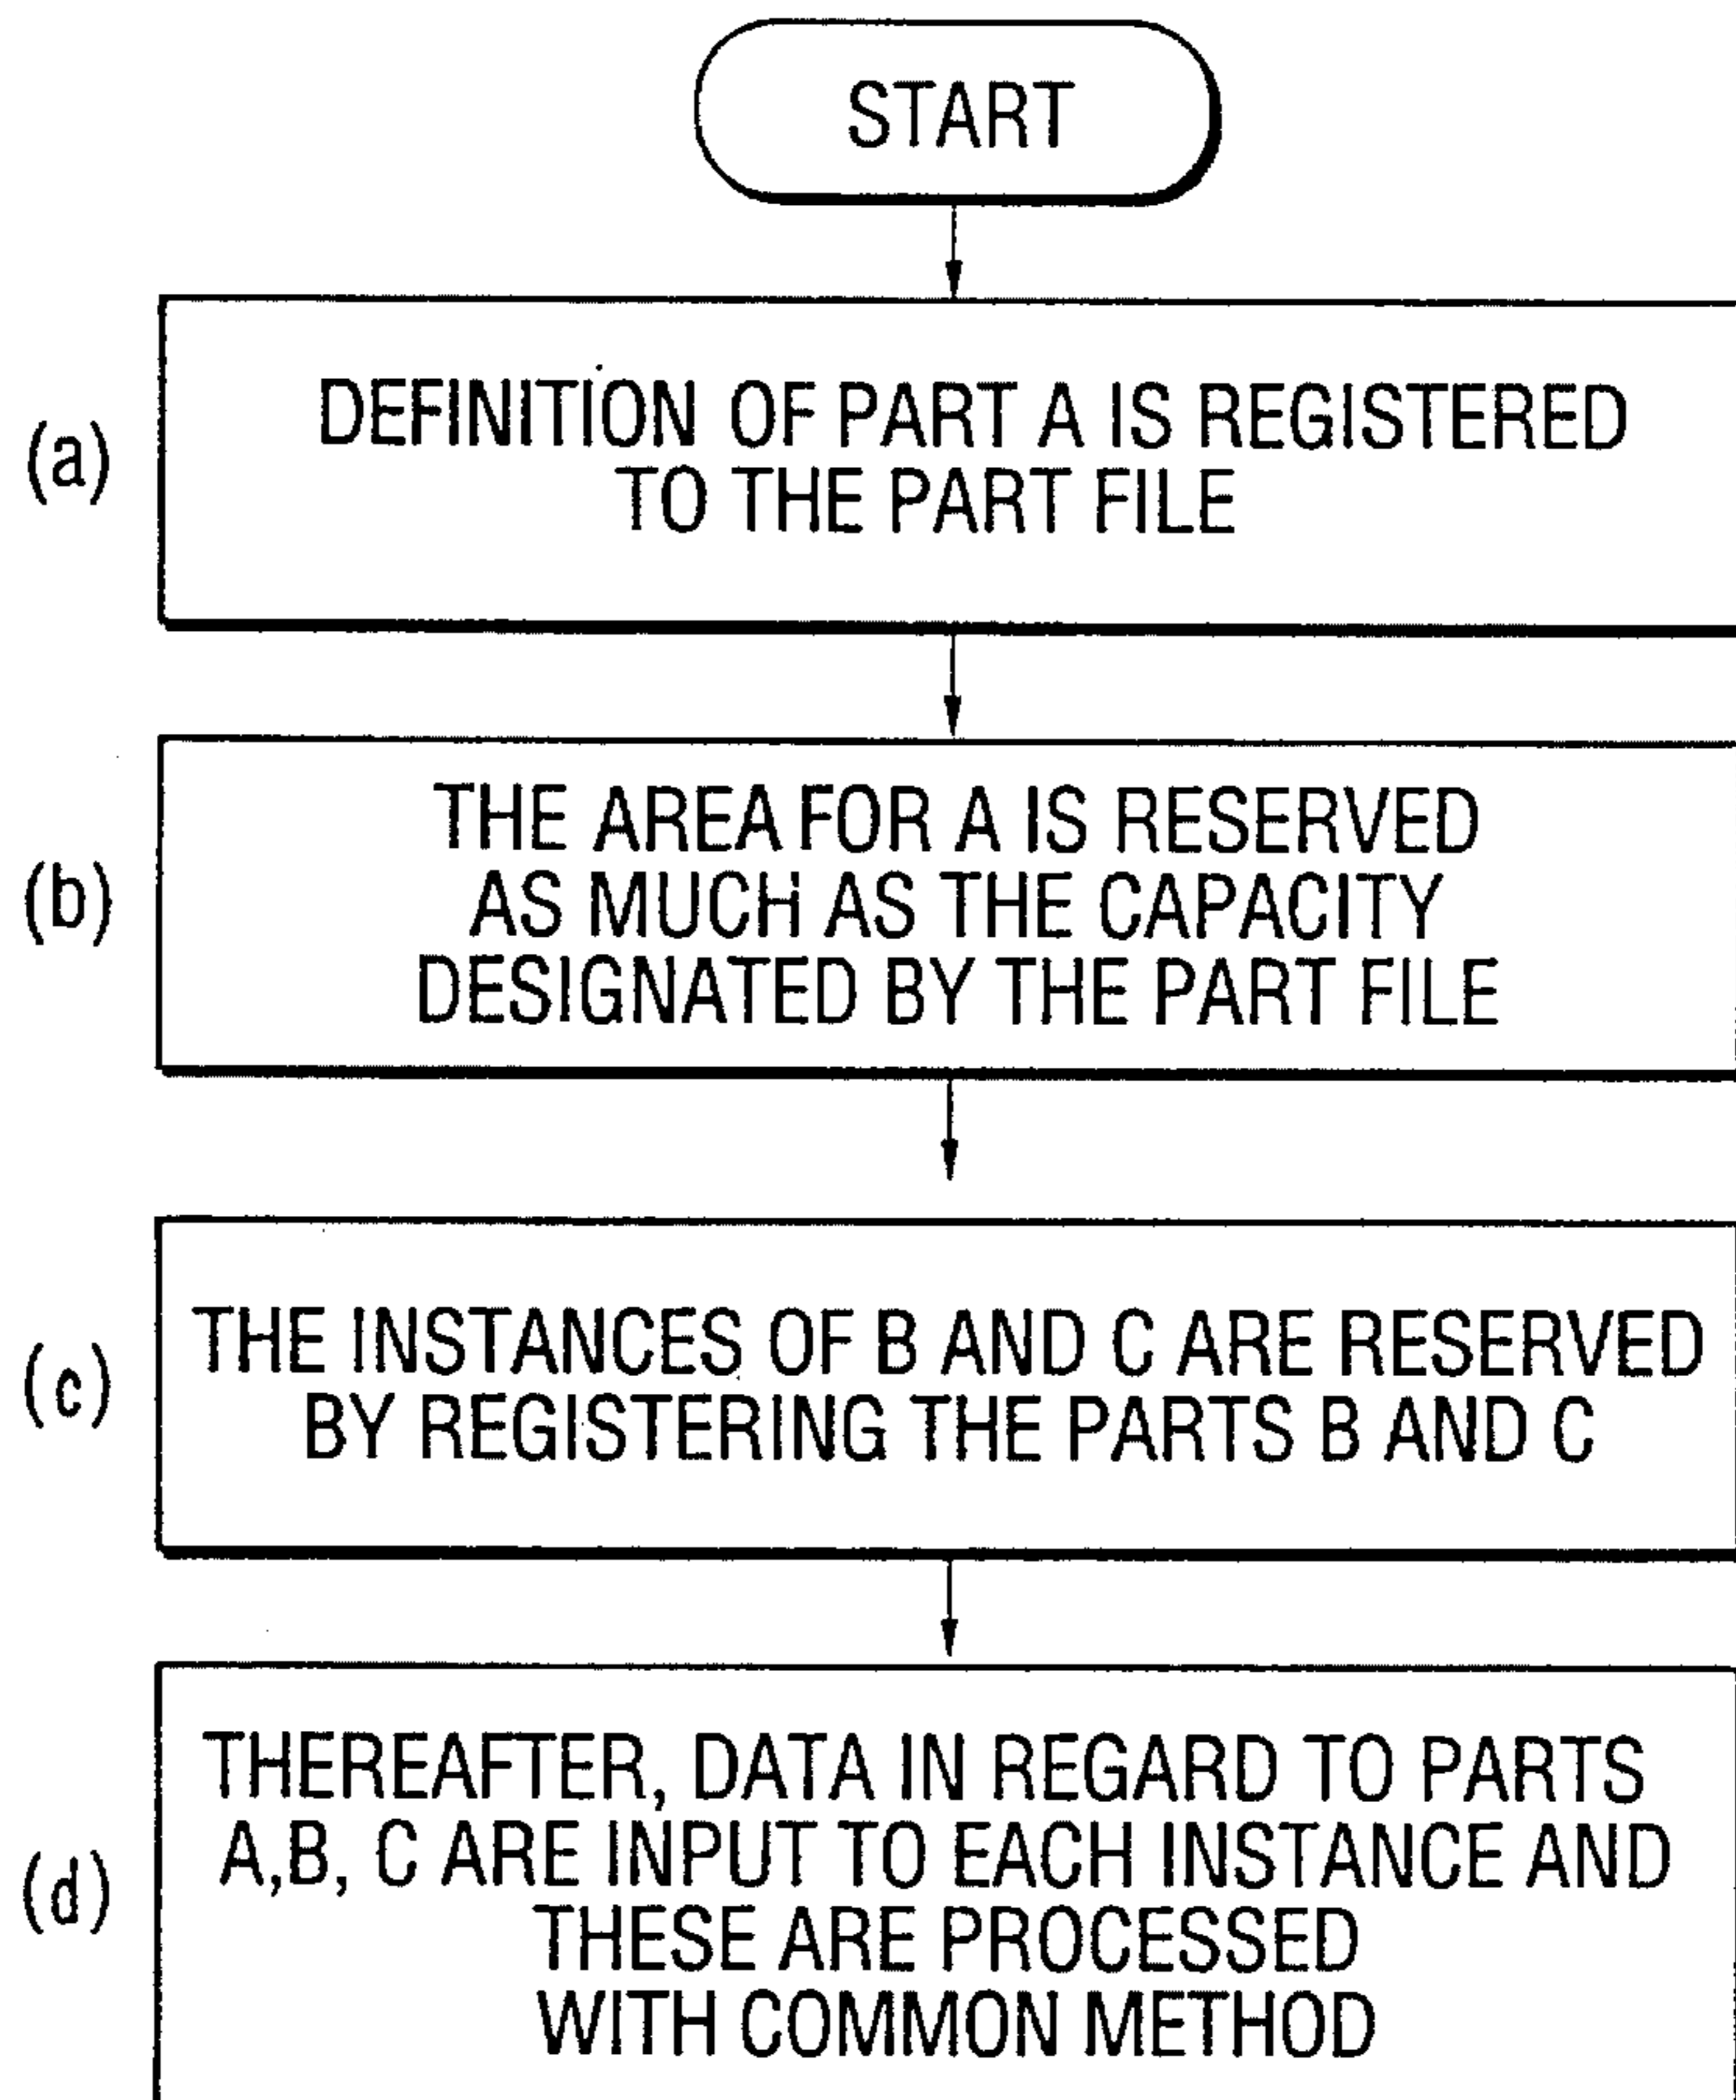 START
(a)
DEFINITION OF PART A IS REGISTERED
TO THE PART FILE
(b)
THE AREA FOR A IS RESERVED
AS MUCH AS THE CAPACITY
DESIGNATED BY THE PART FILE
(c)
THE INSTANCES OF B AND C ARE RESERVED
BY REGISTERING THE PARTS B AND C
(d)
THEREAFTER, DATA IN REGARD TO PARTS
A,B, C ARE INPUT TO EACH INSTANCE AND
THESE ARE PROCESSED
WITH COMMON METHOD